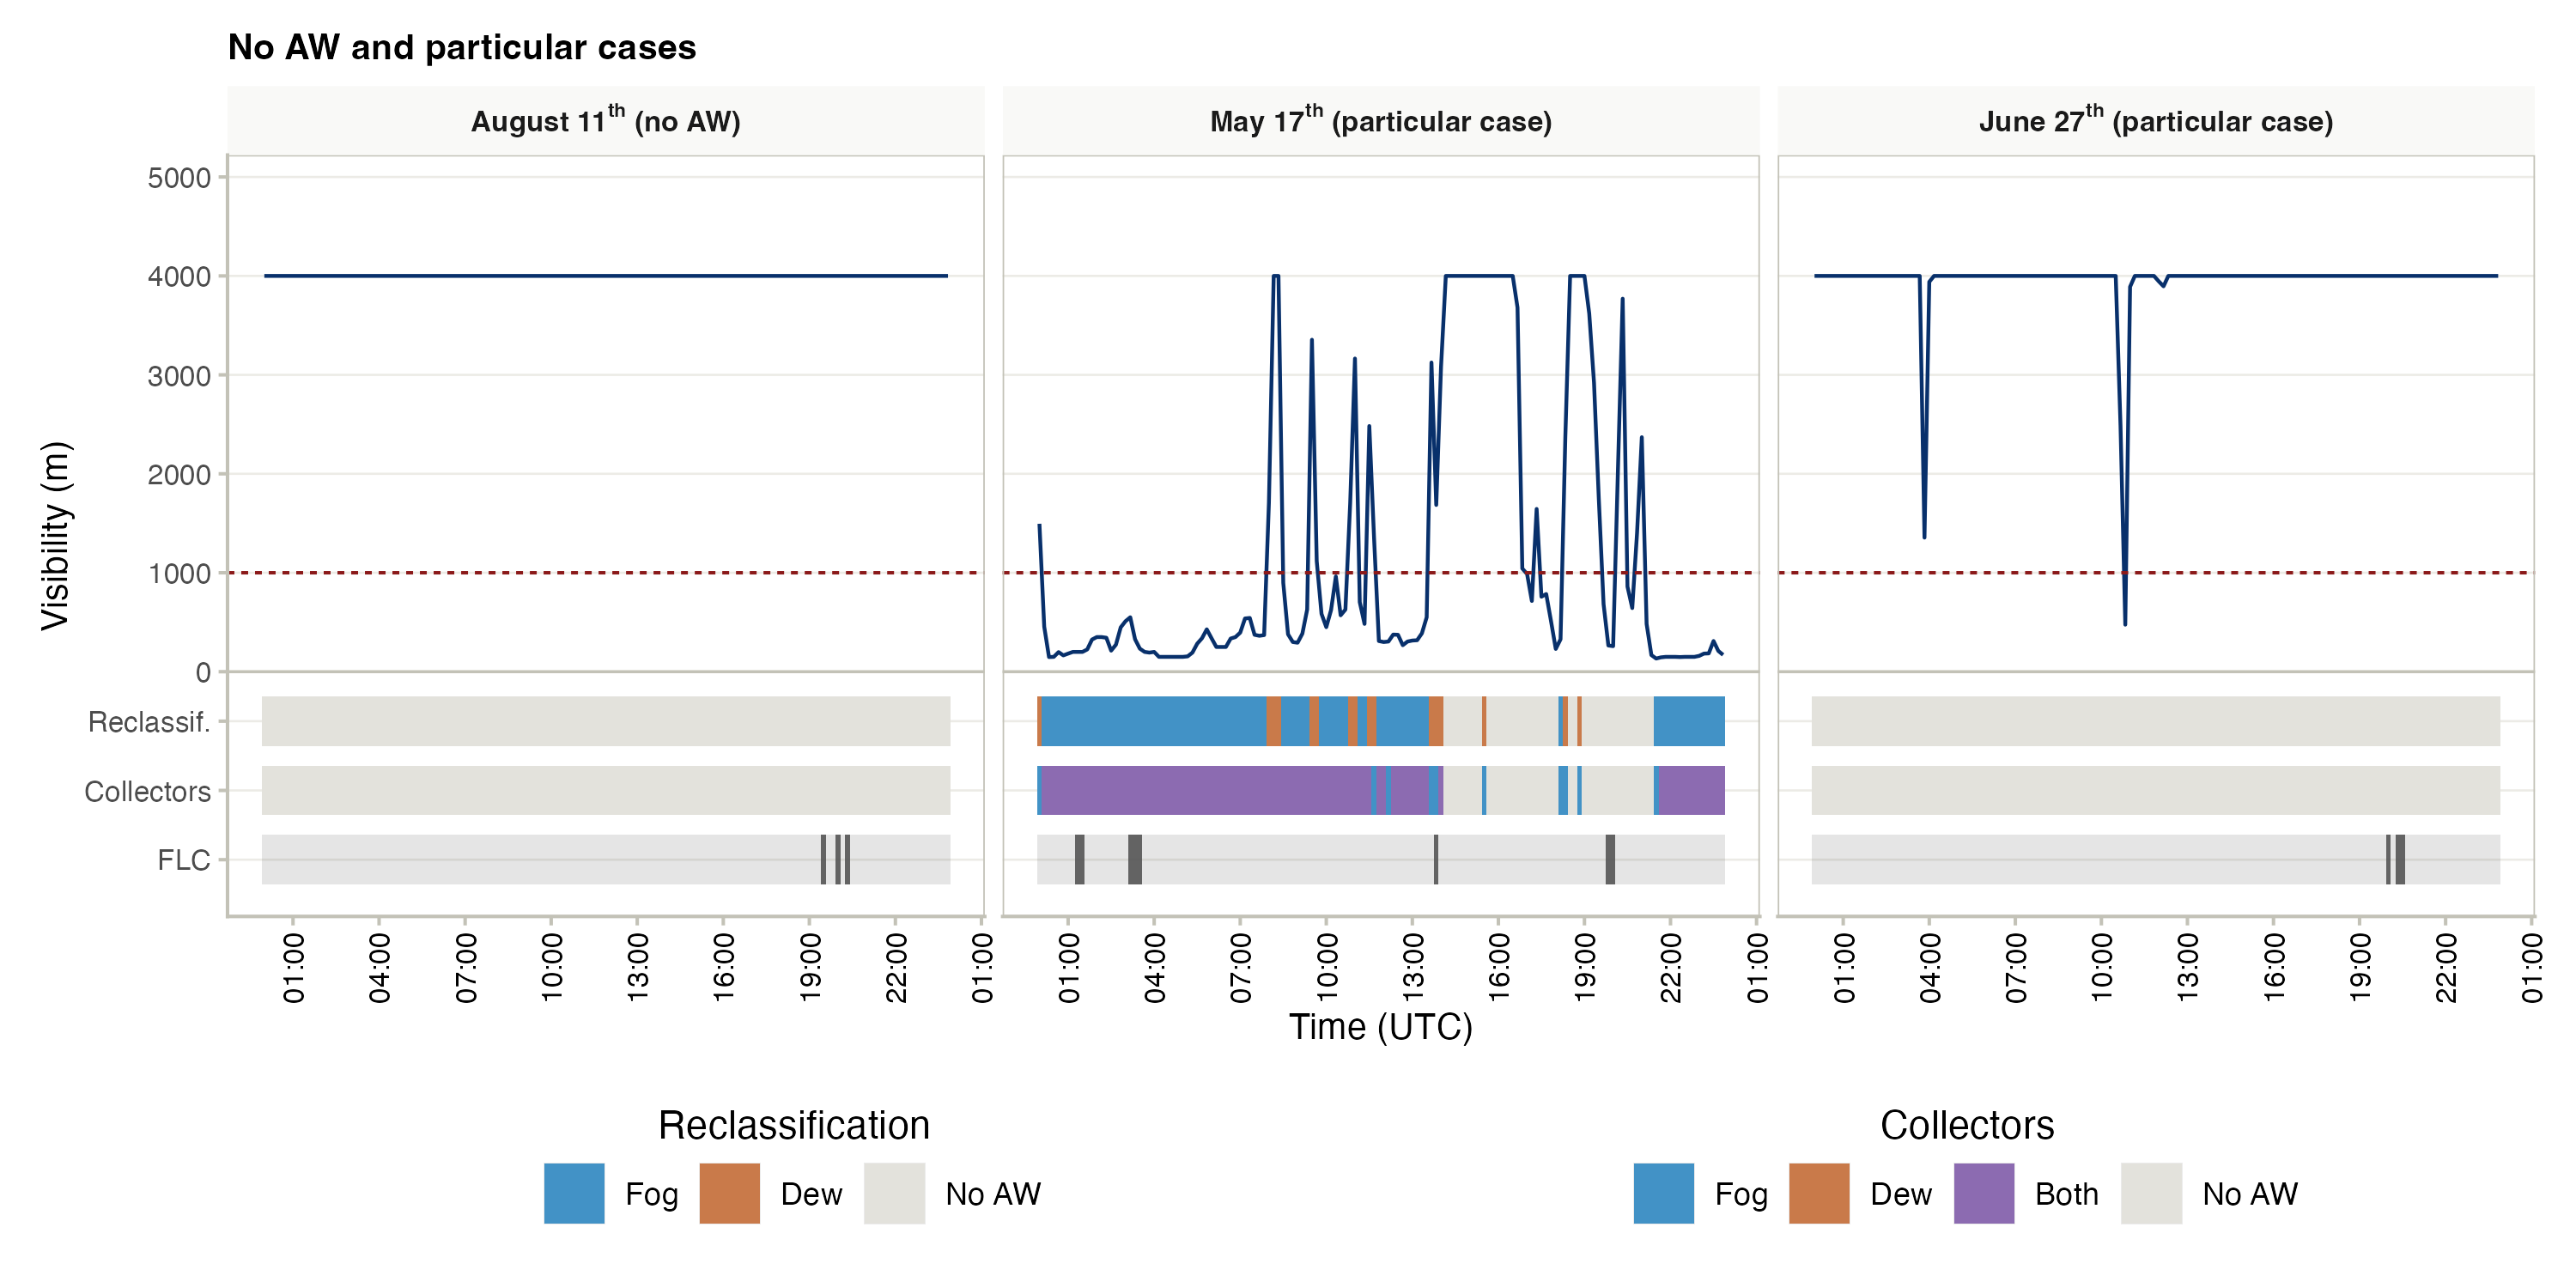 No AW and particular cases
August 11th (no AW)
May 17th (particular case)
June 27th (particular case)
Visibility (m)
5000
4000
3000
2000
1000
0
Reclassif.
Collectors
FLC
01:00 04:00 07:00 10:00 13:00 16:00 19:00 22:00 01:00
01:00 04:00 07:00 10:00 13:00 16:00 19:00 22:00 01:00
01:00 04:00 07:00 10:00 13:00 16:00 19:00 22:00 01:00
Time (UTC)
Reclassification
Fog Dew No AW
Collectors
Fog Dew Both No AW